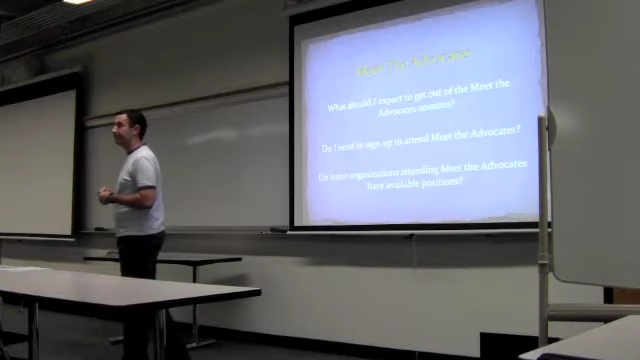 Meet The Advocates
What should I expect to get out of the Meet the
Advocates sessions?
Do I need to sign up to attend Meet the Advocates?
Do some organizations attending Meet the Advocates
have available positions?